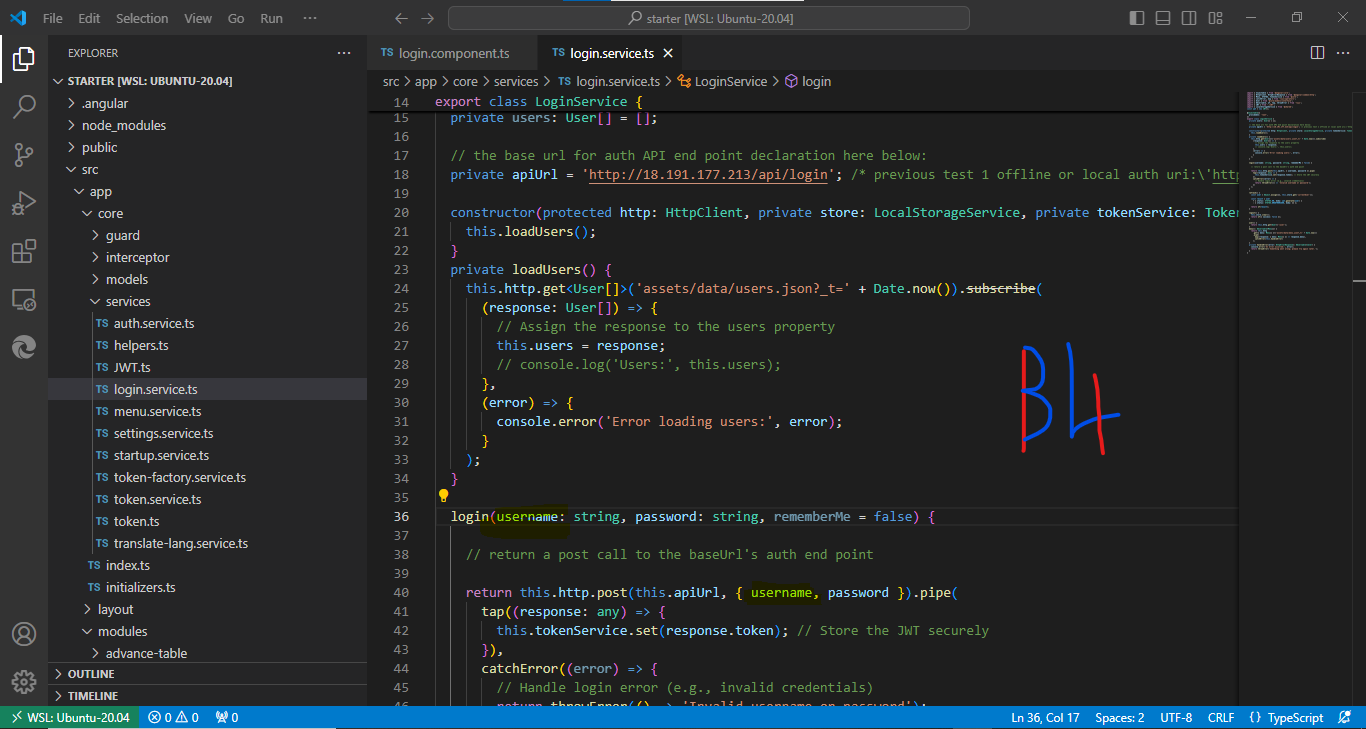 File Edit Selection View Go Run ···
starter [WSL: Ubuntu-20.04]
EXPLORER ···
STARTER [WSL: UBUNTU-20.04]
.angular
node_modules
public
src
app
core
guard
interceptor
models
services
TS auth.service.ts
TS helpers.ts
TS JWT.ts
TS login.service.ts
TS menu.service.ts
TS settings.service.ts
TS startup.service.ts
TS token-factory.service.ts
TS token.service.ts
TS token.ts
TS translate-lang.service.ts
TS index.ts
TS initializers.ts
layout
modules
advance-table
OUTLINE
TIMELINE
TS login.component.ts TS login.service.ts
src > app > core > services > TS login.service.ts > LoginService > login
14 export class LoginService {
15 private users: User[] = [];
16
17 // the base url for auth API end point declaration here below:
18 private apiUrl = 'http://18.191.177.213/api/login'; /* previous test 1 offline or local auth uri:\'http
19
20 constructor(protected http: HttpClient, private store: LocalStorageService, private tokenService: Token
21 this.loadUsers();
22 }
23 private loadUsers() {
24 this.http.get<User[]>('assets/data/users.json?_t=' + Date.now()).subscribe(
25 (response: User[]) => {
26 // Assign the response to the users property
27 this.users = response;
28 // console.log('Users:', this.users);
29 },
30 (error) => {
31 console.error('Error loading users:', error);
32 }
33 );
34 }
35
36 login(username: string, password: string, rememberMe = false) {
37
38 // return a post call to the baseUrl's auth end point
39
40 return this.http.post(this.apiUrl, { username, password }).pipe(
41 tap((response: any) => {
42 this.tokenService.set(response.token); // Store the JWT securely
43 }),
44 catchError((error) => {
45 // Handle login error (e.g., invalid credentials)
46 return throwError(() => 'Invalid username or password');
B4
WSL: Ubuntu-20.04 0 0 0 Ln 36, Col 17 Spaces: 2 UTF-8 CRLF {} TypeScript